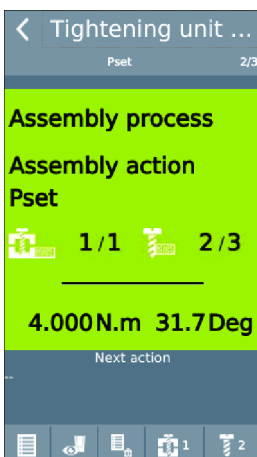 Tightening unit ...
Pset 2/3
Assembly process
Assembly action
Pset
1/1 2/3
4.000 N.m 31.7 Deg
Next action
--
1 2